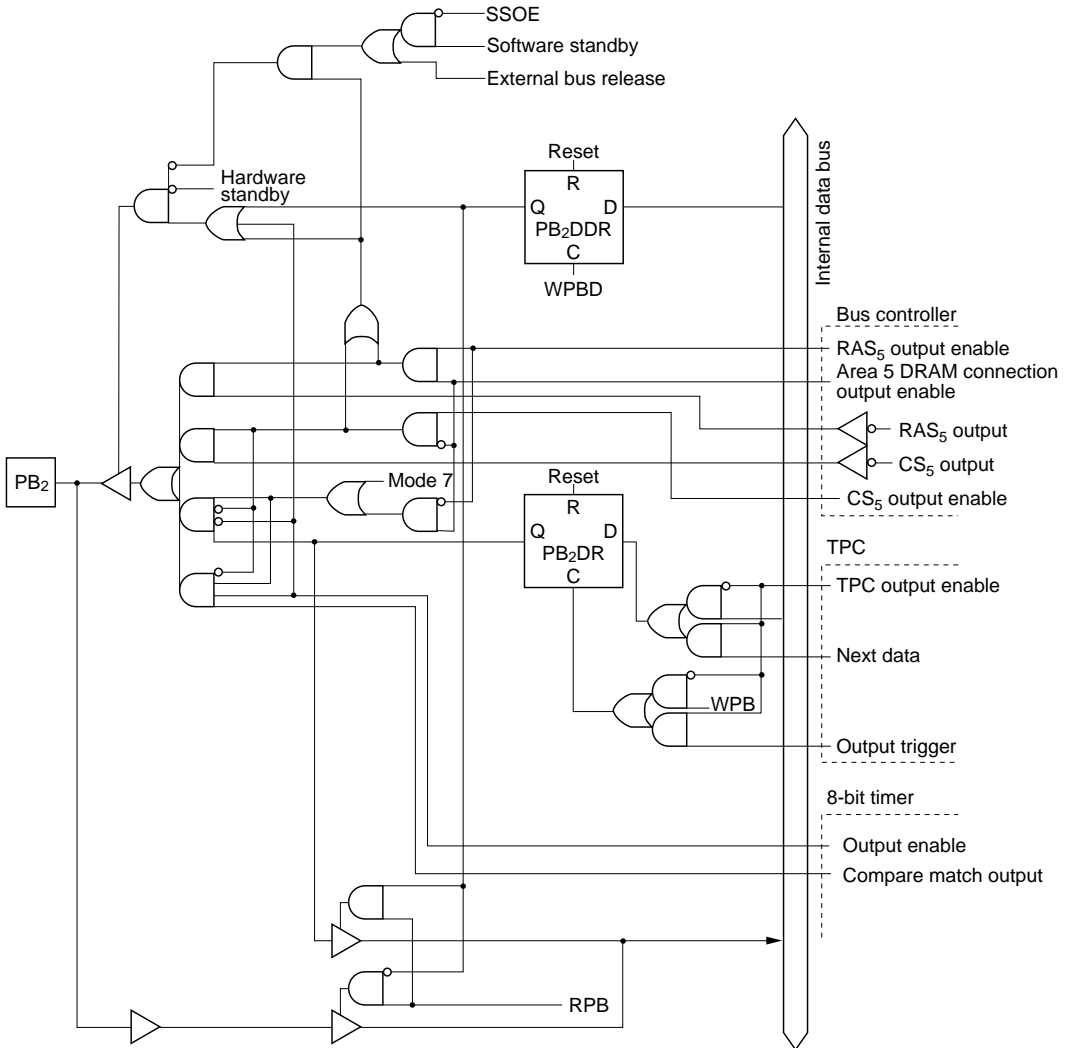 SSOE
Software standby
External bus release
Hardware
standby
Reset
R
Q D
PB2DDR
C
WPBD
Internal data bus
Bus controller
RAS5 output enable
Area 5 DRAM connection
output enable
RAS5 output
CS5 output
CS5 output enable
Mode 7
PB2
Reset
R
Q D
PB2DR
C
TPC
TPC output enable
Next data
WPB
Output trigger
8-bit timer
Output enable
Compare match output
RPB